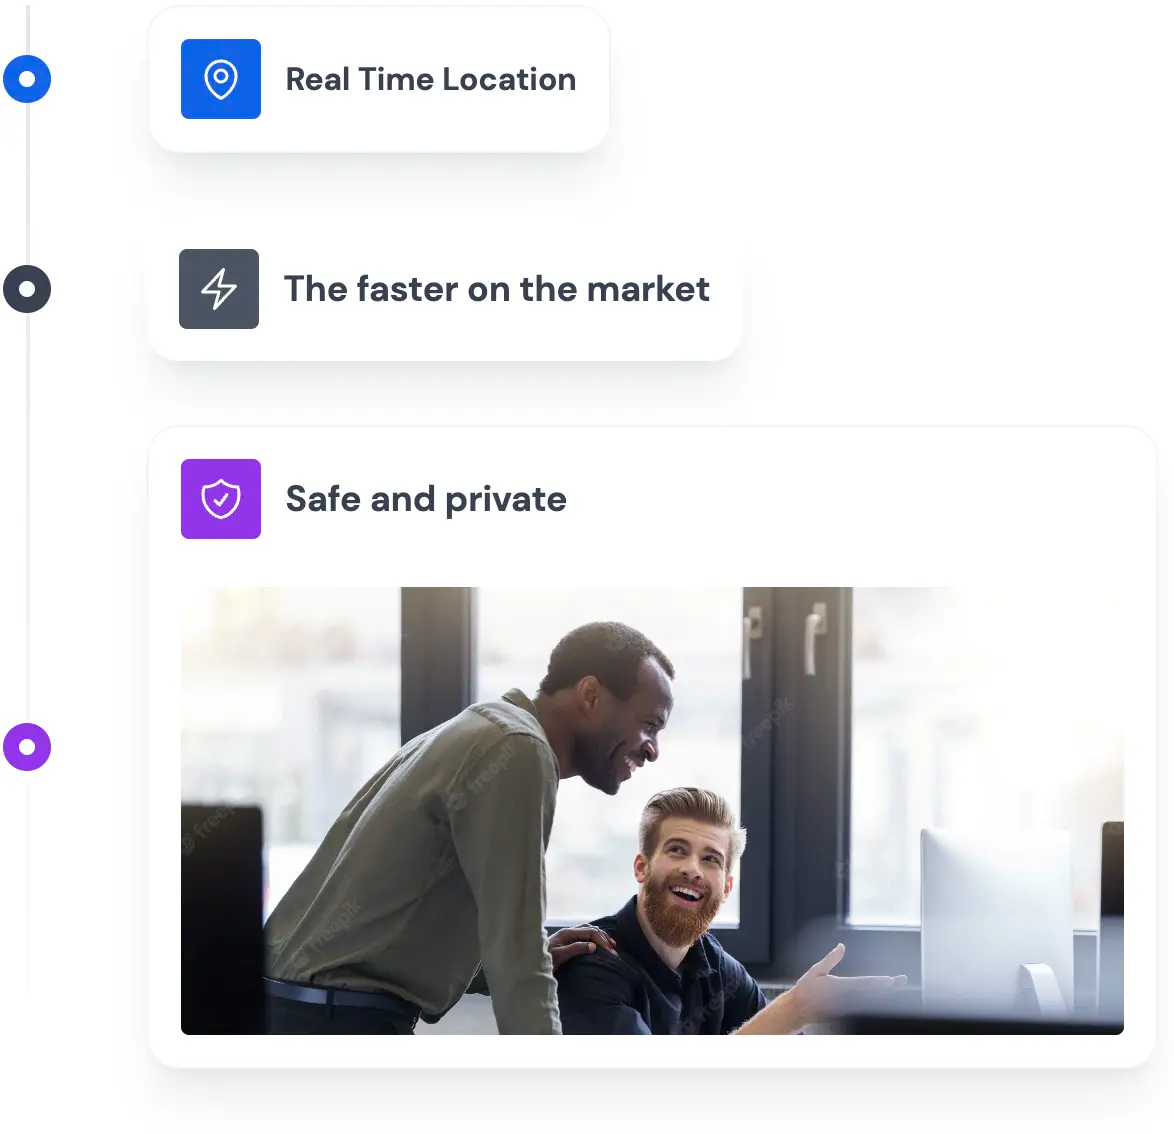 Real Time Location
The faster on the market
Safe and private
freepik
freepik
freepik
freepik